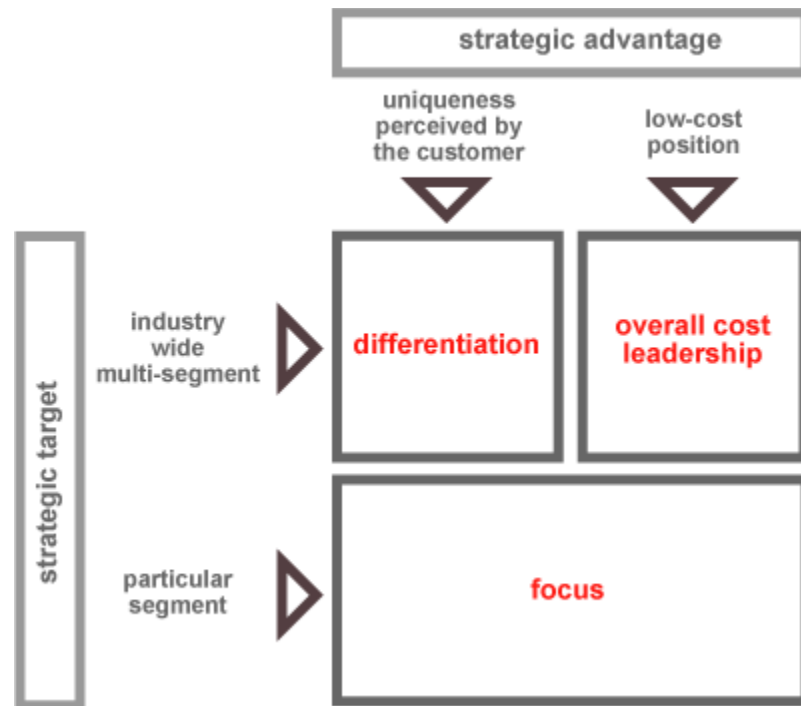 strategic advantage
uniqueness
perceived by
the customer
low-cost
position
strategic target
industry
wide
multi-segment
differentiation
overall cost
leadership
particular
segment
focus